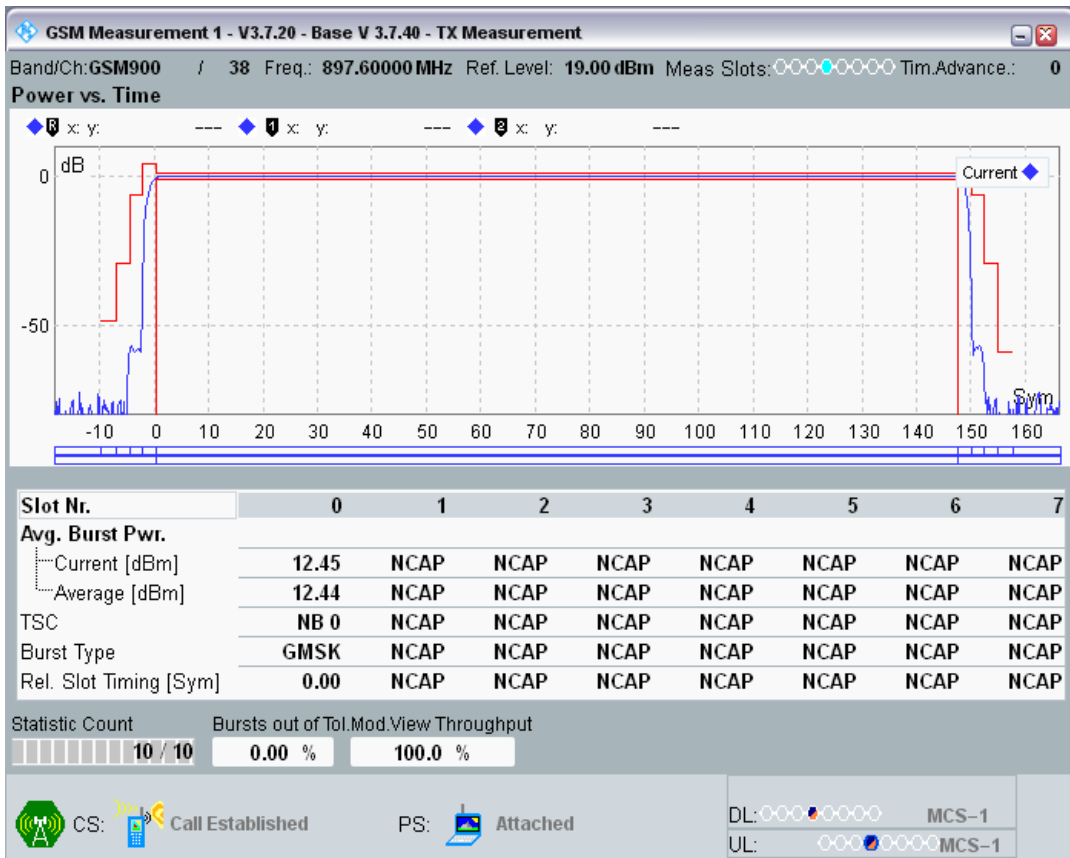 GSM Measurement 1 - V3.7.20 - Base V 3.7.40 - TX Measurement
Band/Ch:GSM900 / 38 Freq.: 897.60000 MHz Ref. Level: 19.00 dBm Meas Slots: Tim.Advance.: 0
Power vs. Time
R x: y: --- 1 x: y: --- 2 x: y: ---
dB
Current
0
-50
Sym
-10 0 10 20 30 40 50 60 70 80 90 100 110 120 130 140 150 160
Slot Nr. 0 1 2 3 4 5 6 7
Avg. Burst Pwr.
Current [dBm] 12.45 NCAP NCAP NCAP NCAP NCAP NCAP NCAP
Average [dBm] 12.44 NCAP NCAP NCAP NCAP NCAP NCAP NCAP
TSC NB 0 NCAP NCAP NCAP NCAP NCAP NCAP NCAP
Burst Type GMSK NCAP NCAP NCAP NCAP NCAP NCAP NCAP
Rel. Slot Timing [Sym] 0.00 NCAP NCAP NCAP NCAP NCAP NCAP NCAP
Statistic Count Bursts out of Tol.Mod.View Throughput
10 / 10 0.00 % 100.0 %
CS: Call Established PS: Attached
DL: MCS-1
UL: MCS-1